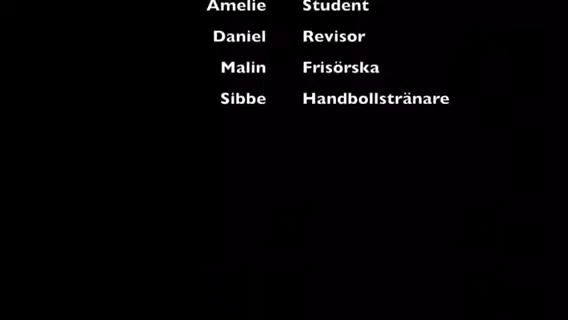 Amelie Student
Daniel Revisor
Malin Frisörska
Sibbe Handbollstränare